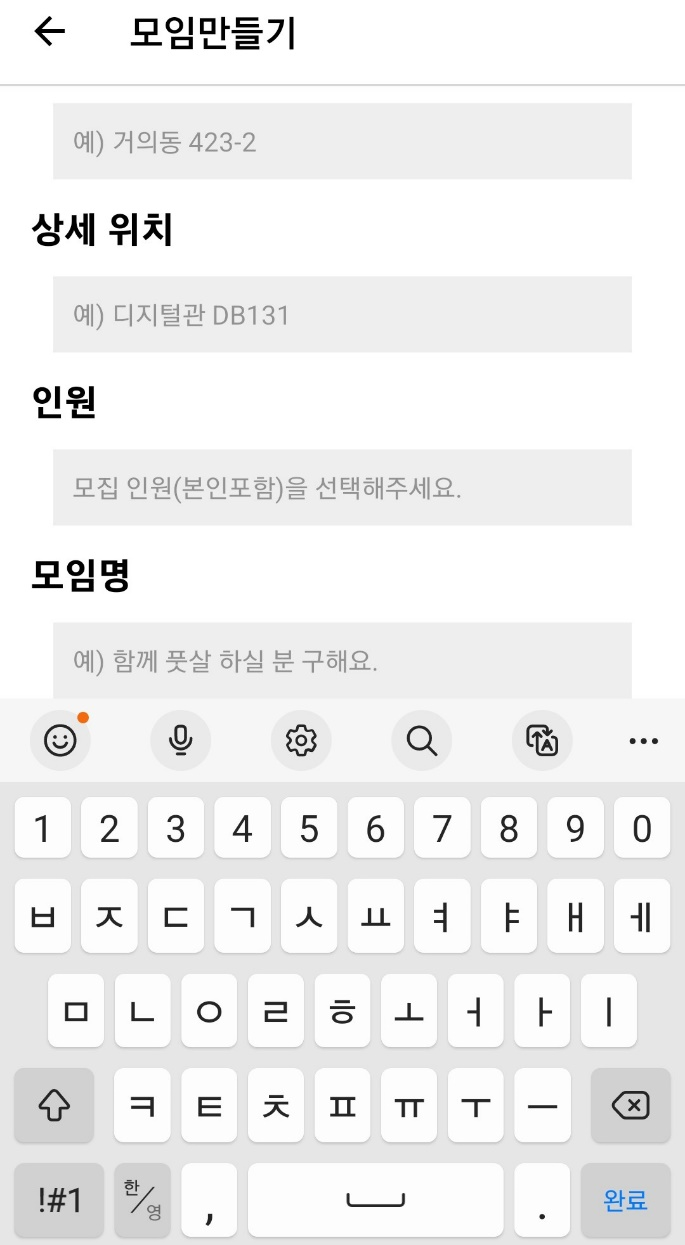 모임만들기
예) 거의동 423-2
상세 위치
예) 디지털관 DB131
인원
모집 인원(본인포함)을 선택해주세요.
모임명
예) 함께 풋살 하실 분 구해요.
1 2 3 4 5 6 7 8 9 0
ㅂ ㅈ ㄷ ㄱ ㅅ ㅛ ㅕ ㅑ ㅐ ㅔ
ㅁ ㄴ ㅇ ㄹ ㅎ ㅗ ㅓ ㅏ ㅣ
ㅋ ㅌ ㅊ ㅍ ㅠ ㅜ ㅡ
!#1 한/영 , . 완료